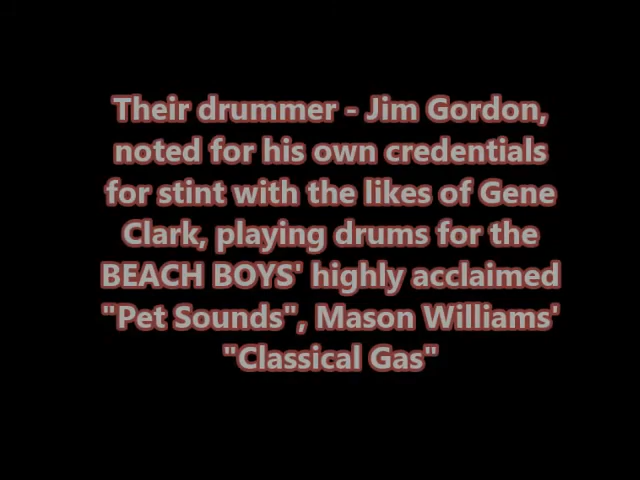 Their drummer - Jim Gordon,
noted for his own credentials
for stint with the likes of Gene
Clark, playing drums for the
BEACH BOYS' highly acclaimed
"Pet Sounds", Mason Williams'
"Classical Gas"